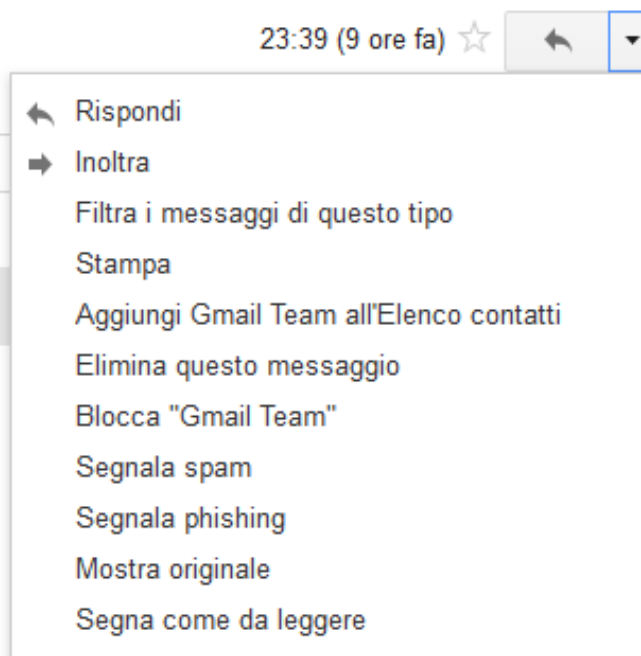 23:39 (9 ore fa)
Rispondi
Inoltra
Filtra i messaggi di questo tipo
Stampa
Aggiungi Gmail Team all'Elenco contatti
Elimina questo messaggio
Blocca "Gmail Team"
Segnala spam
Segnala phishing
Mostra originale
Segna come da leggere